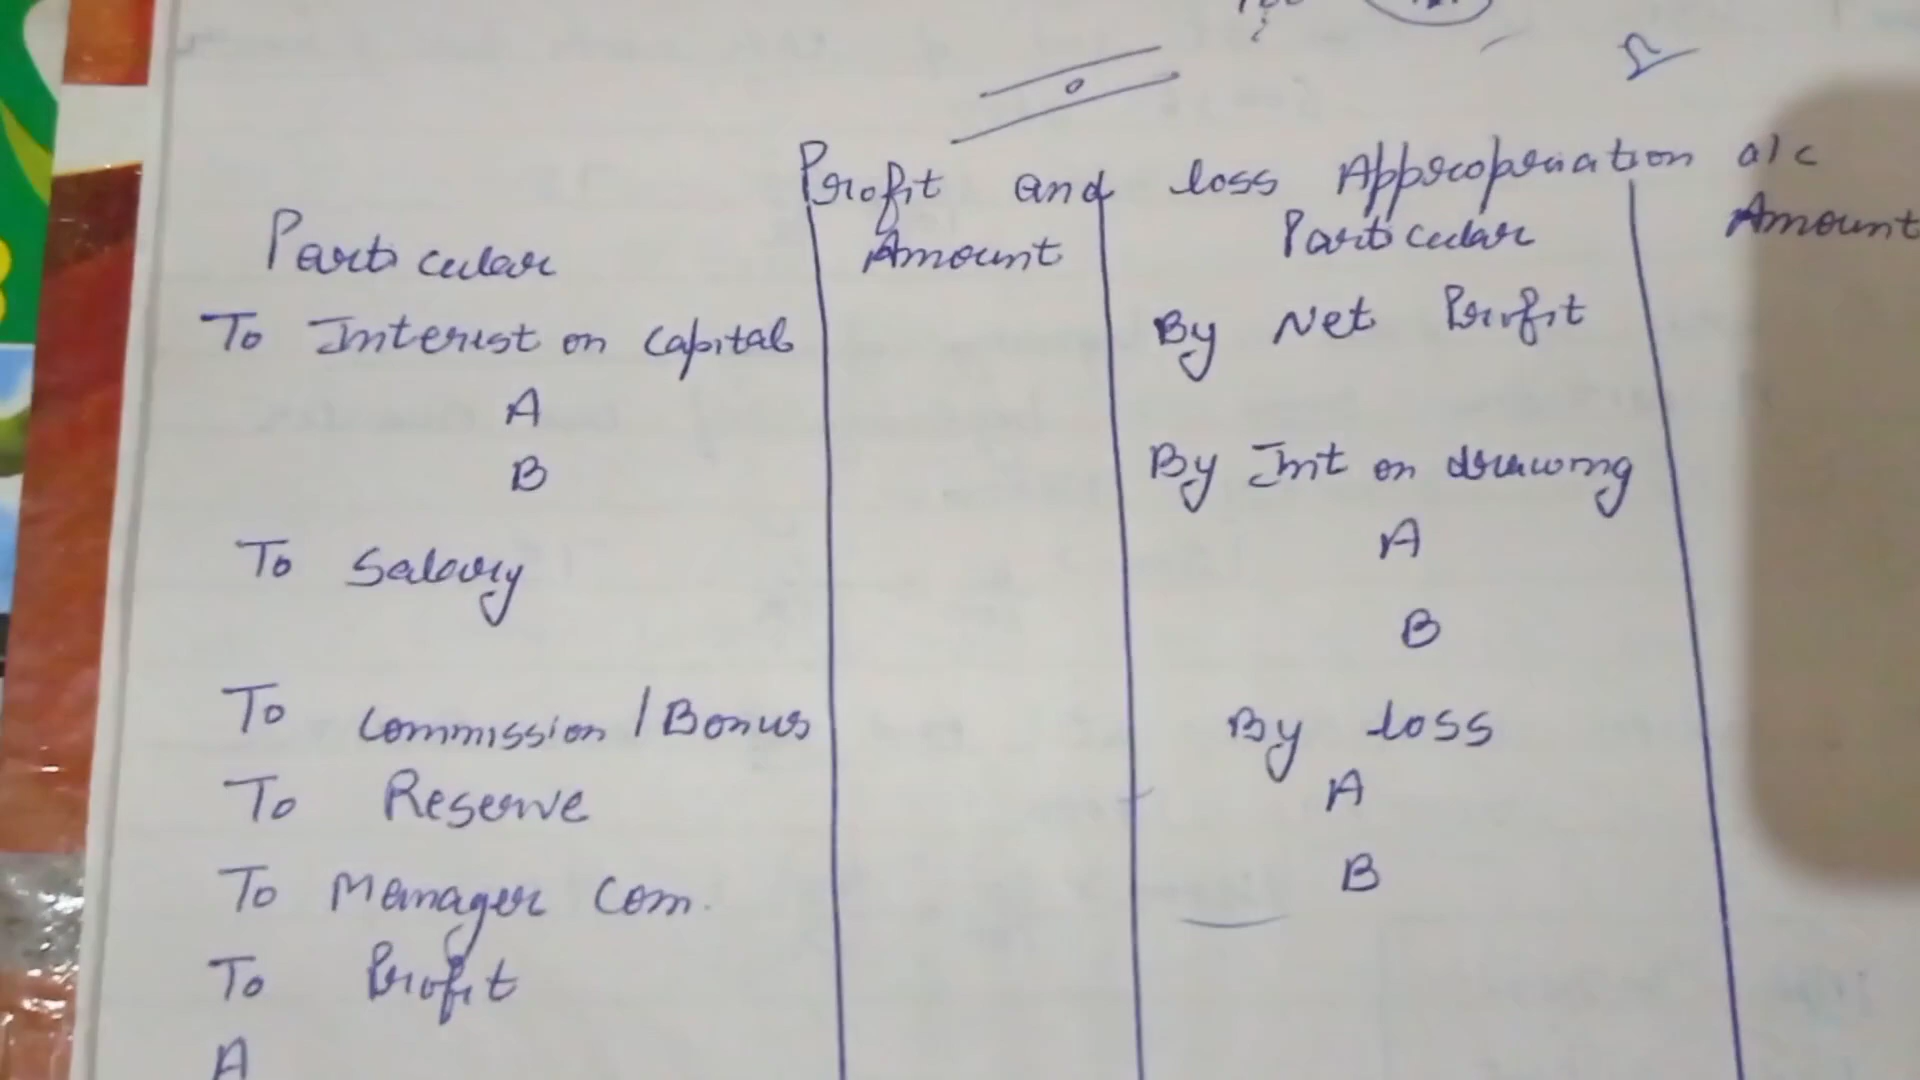 Profit and loss Appropriation a/c
Particular Amount Particular Amount
To Interest on capital By Net Profit
A
B By Int on drawing
A
To Salary
B
To Commission / Bonus By loss
To Reserve A
To Manager Com. B
To Profit
A